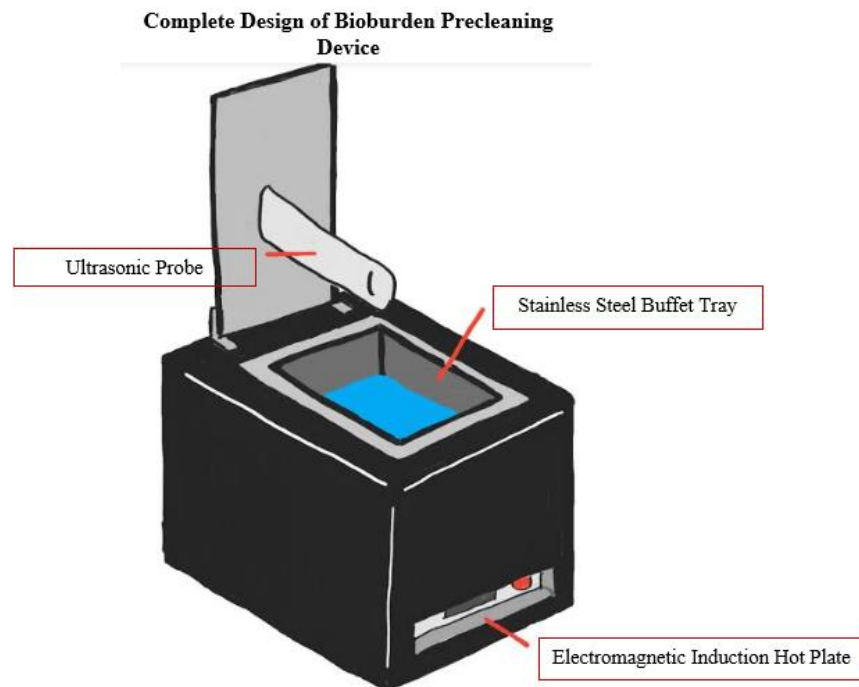 Complete Design of Bioburden Precleaning
Device
Ultrasonic Probe
Stainless Steel Buffet Tray
Electromagnetic Induction Hot Plate